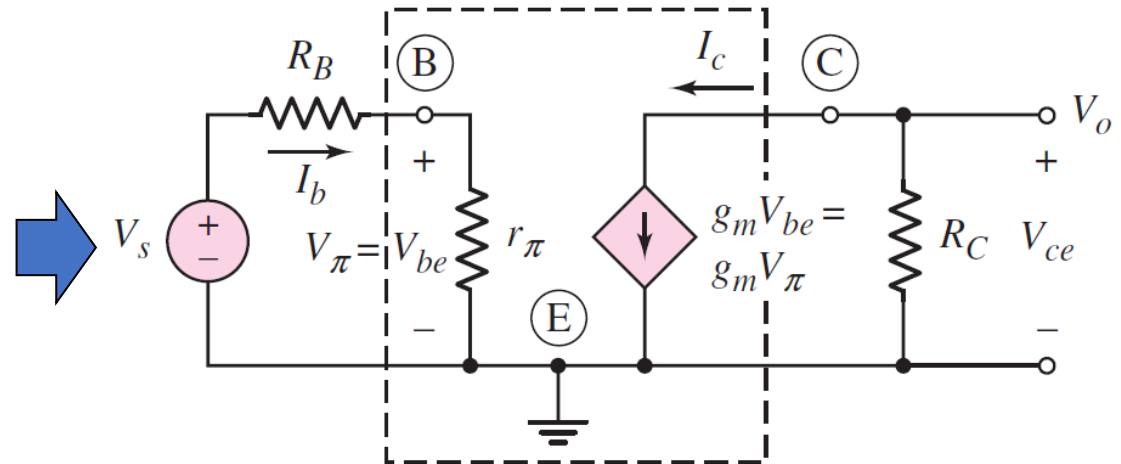 R_B
B
I_c
C
V_o
+
I_b
+
V_s
+
−
V_π = V_be
r_π
g_m V_be =
g_m V_π
R_C
V_ce
−
E
−